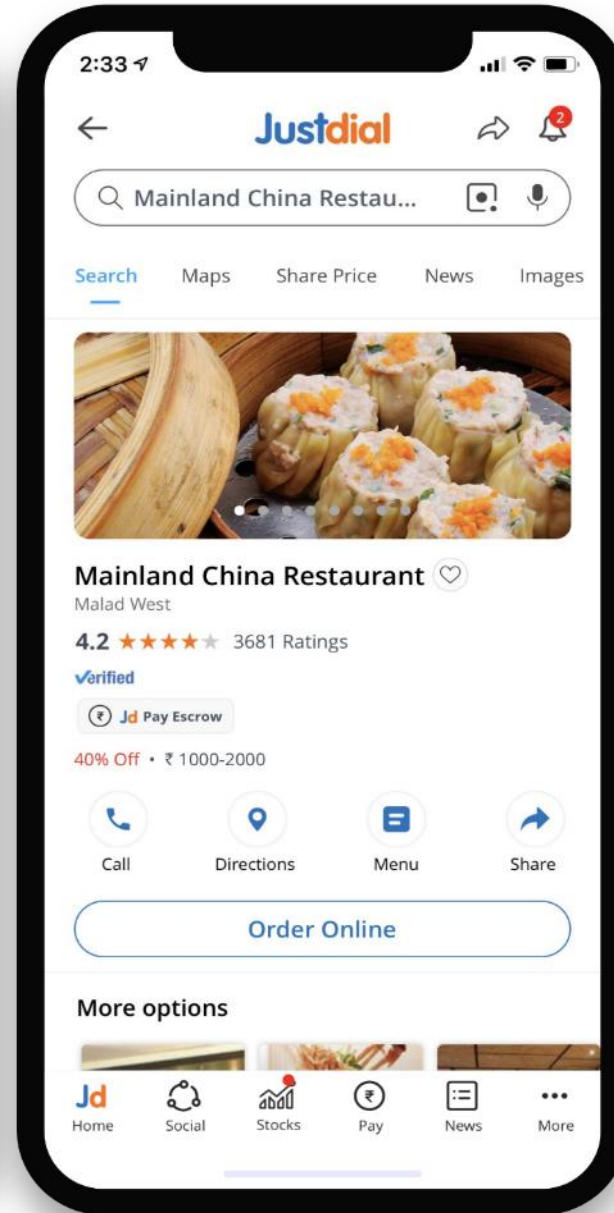 2:33
Justdial
2
Mainland China Restau...
Search Maps Share Price News Images
Mainland China Restaurant
Malad West
4.2 ★★★★★ 3681 Ratings
Verified
₹ Jd Pay Escrow
40% Off • ₹ 1000-2000
Call Directions Menu Share
Order Online
More options
Jd
Home Social Stocks Pay News More